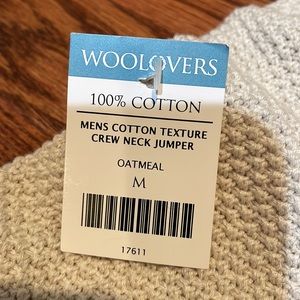 WOOLOVERS
100% COTTON
MENS COTTON TEXTURE
CREW NECK JUMPER
OATMEAL
M
17611